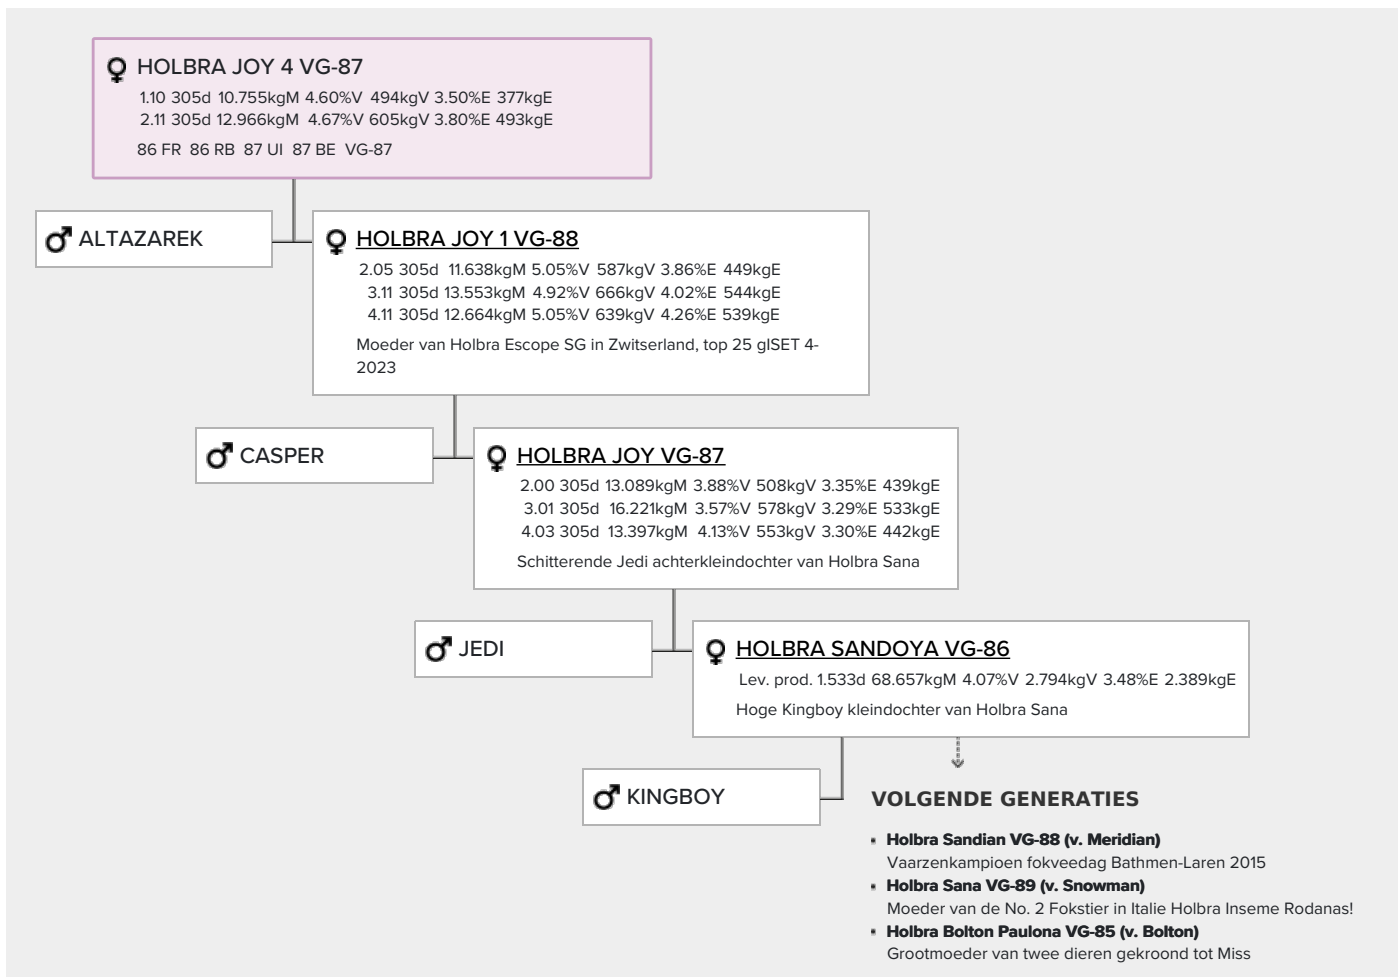 HOLBRA JOY 4 VG-87
1.10 305d 10.755kgM 4.60%V 494kgV 3.50%E 377kgE
2.11 305d 12.966kgM 4.67%V 605kgV 3.80%E 493kgE
86 FR 86 RB 87 UI 87 BE VG-87
ALTAZAREK
HOLBRA JOY 1 VG-88
2.05 305d 11.638kgM 5.05%V 587kgV 3.86%E 449kgE
3.11 305d 13.553kgM 4.92%V 666kgV 4.02%E 544kgE
4.11 305d 12.664kgM 5.05%V 639kgV 4.26%E 539kgE
Moeder van Holbra Escope SG in Zwitserland, top 25 gISET 4-
2023
CASPER
HOLBRA JOY VG-87
2.00 305d 13.089kgM 3.88%V 508kgV 3.35%E 439kgE
3.01 305d 16.221kgM 3.57%V 578kgV 3.29%E 533kgE
4.03 305d 13.397kgM 4.13%V 553kgV 3.30%E 442kgE
Schitterende Jedi achterkleindochter van Holbra Sana
JEDI
HOLBRA SANDOYA VG-86
Lev. prod. 1.533d 68.657kgM 4.07%V 2.794kgV 3.48%E 2.389kgE
Hoge Kingboy kleindochter van Holbra Sana
KINGBOY
VOLGENDE GENERATIES
▪ Holbra Sandian VG-88 (v. Meridian)
Vaarzenkampioen fokveedag Bathmen-Laren 2015
▪ Holbra Sana VG-89 (v. Snowman)
Moeder van de No. 2 Fokstier in Italie Holbra Inseme Rodanas!
▪ Holbra Bolton Paulona VG-85 (v. Bolton)
Grootmoeder van twee dieren gekroond tot Miss